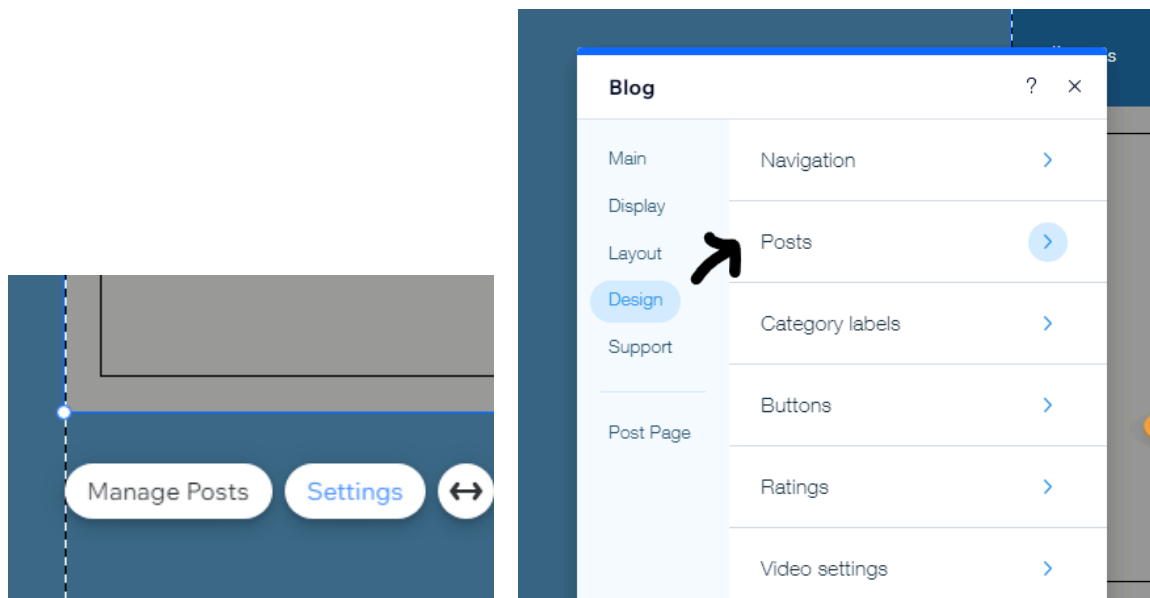 Manage Posts
Settings
Blog
?
Main
Display
Layout
Design
Support
Post Page
Navigation
Posts
Category labels
Buttons
Ratings
Video settings